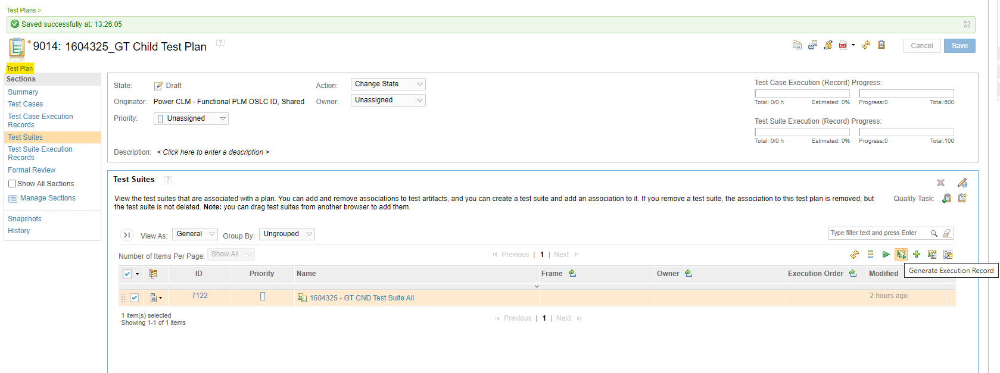 Test Plans >
Saved successfully at: 13:26:05
* 9014: 1604325_GT Child Test Plan ?
Cancel Save
Test Plan
Sections
Summary
Test Cases
Test Case Execution
Records
Test Suites
Test Suite Execution
Records
Formal Review
Show All Sections
Manage Sections
Snapshots
History
State: Draft Action: Change State
Originator: Power CLM - Functional PLM OSLC ID, Shared Owner: Unassigned
Priority: Unassigned
Description: < Click here to enter a description >
Test Case Execution (Record) Progress:
Total: 0/0 h Estimated: 0% Progress:0 Total:600
Test Suite Execution (Record) Progress:
Total: 0/0 h Estimated: 0% Progress:0 Total:100
Test Suites ?
View the test suites that are associated with a plan. You can add and remove associations to test artifacts, and you can create a test suite and add an association to it. If you remove a test suite, the association to this test plan is removed, but
the test suite is not deleted. Note: you can drag test suites from another browser to add them.
Quality Task:
View As: General Group By: Ungrouped
Type filter text and press Enter
Number of Items Per Page: Show All
Previous | 1 | Next
ID Priority Name Frame Owner Execution Order Modified
Generate Execution Record
7122 1604325 - GT CND Test Suite All 2 hours ago
1 item(s) selected
Showing 1-1 of 1 items
Previous | 1 | Next